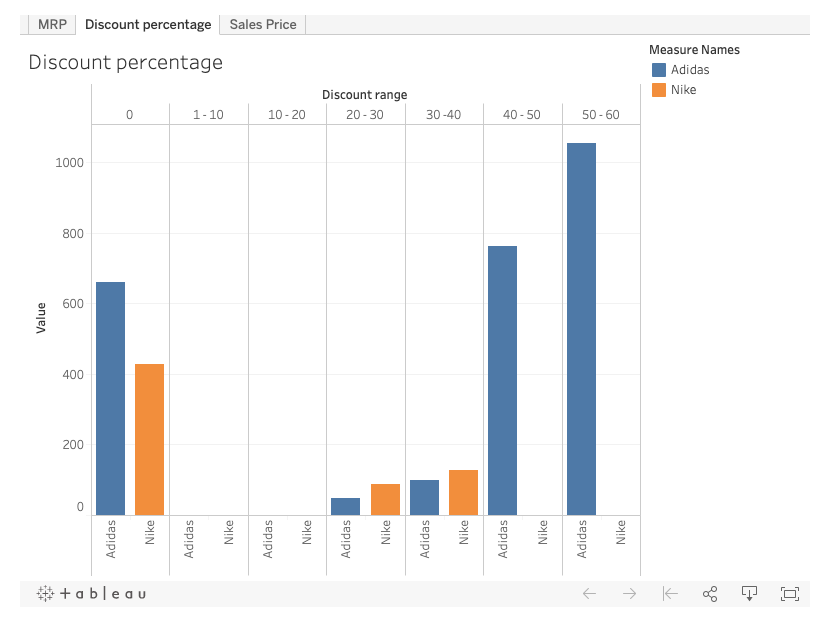 MRP Discount percentage Sales Price
Discount percentage
Measure Names
Adidas
Nike
Discount range
0 1 - 10 10 - 20 20 - 30 30 -40 40 - 50 50 - 60
Value
1000
800
600
400
200
0
Adidas Nike Adidas Nike Adidas Nike Adidas Nike Adidas Nike Adidas Nike Adidas Nike
+ a b l e a u